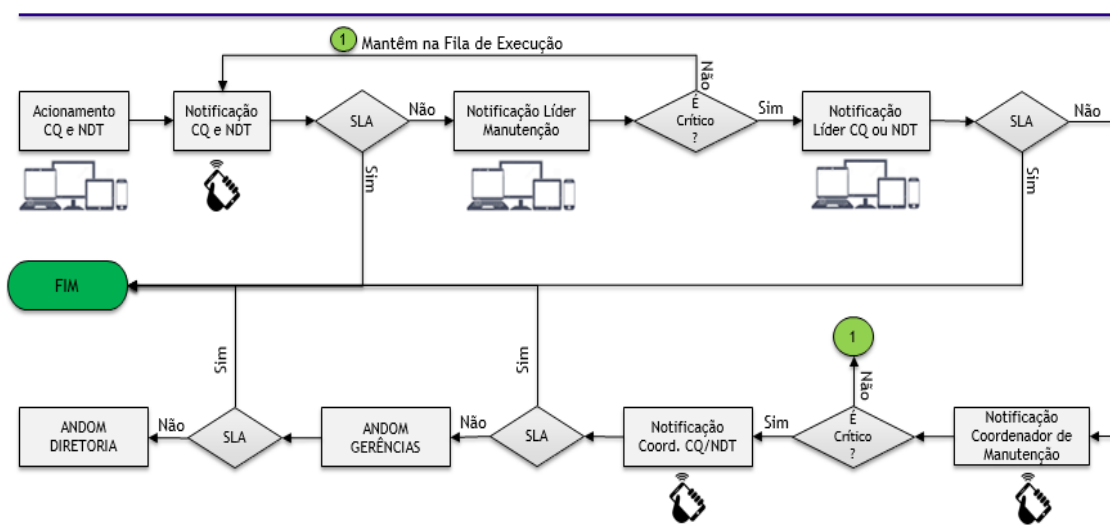 1 Mantêm na Fila de Execução
Acionamento
CQ e NDT
Notificação
CQ e NDT
SLA
Não
Sim
Notificação Líder
Manutenção
É
Crítico
?
Não
Sim
Notificação
Líder CQ ou NDT
SLA
Não
Sim
FIM
1
Não
ANDOM
DIRETORIA
Não
SLA
Sim
ANDOM
GERÊNCIAS
Não
SLA
Sim
Notificação
Coord. CQ/NDT
Sim
É
Crítico
?
Notificação
Coordenador de
Manutenção